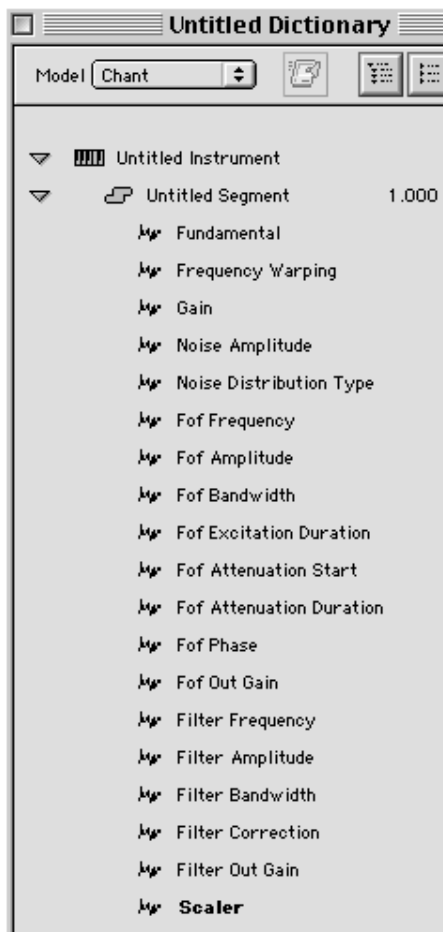 Untitled Dictionary
Model Chant
Untitled Instrument
Untitled Segment 1.000
Fundamental
Frequency Warping
Gain
Noise Amplitude
Noise Distribution Type
Fof Frequency
Fof Amplitude
Fof Bandwidth
Fof Excitation Duration
Fof Attenuation Start
Fof Attenuation Duration
Fof Phase
Fof Out Gain
Filter Frequency
Filter Amplitude
Filter Bandwidth
Filter Correction
Filter Out Gain
Scaler